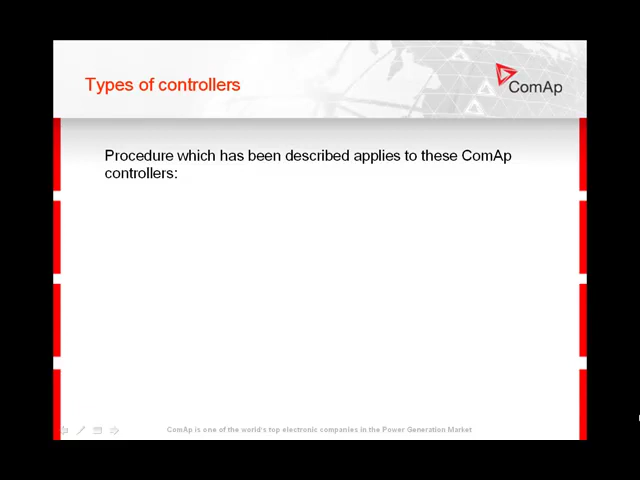 Types of controllers
ComAp
Procedure which has been described applies to these ComAp
controllers:
ComAp is one of the world's top electronic companies in the Power Generation Market